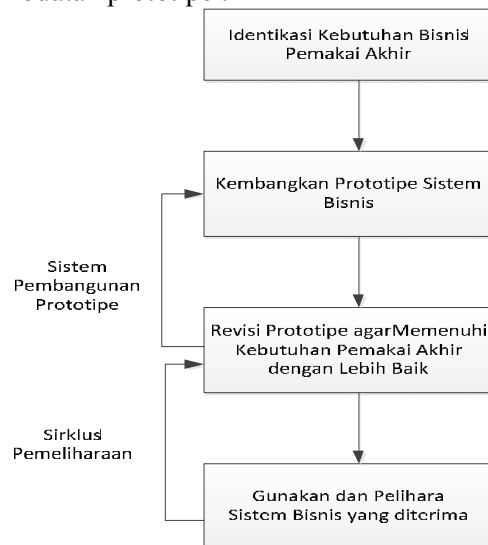 Identikasi Kebutuhan Bisnis
Pemakai Akhir
Kembangkan Prototipe Sistem
Bisnis
Sistem
Pembangunan
Prototipe
Revisi Prototipe agarMemenuhi
Kebutuhan Pemakai Akhir
dengan Lebih Baik
Sirklus
Pemeliharaan
Gunakan dan Pelihara
Sistem Bisnis yang diterima